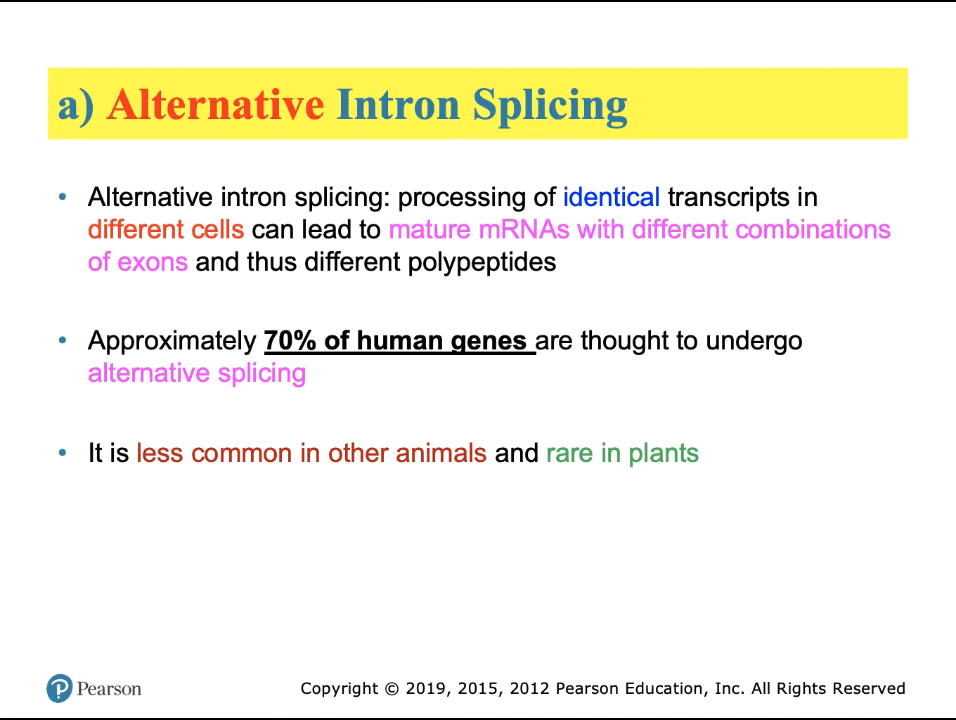 a) Alternative Intron Splicing
• Alternative intron splicing: processing of identical transcripts in
different cells can lead to mature mRNAs with different combinations
of exons and thus different polypeptides
• Approximately 70% of human genes are thought to undergo
alternative splicing
• It is less common in other animals and rare in plants
Pearson
Copyright © 2019, 2015, 2012 Pearson Education, Inc. All Rights Reserved